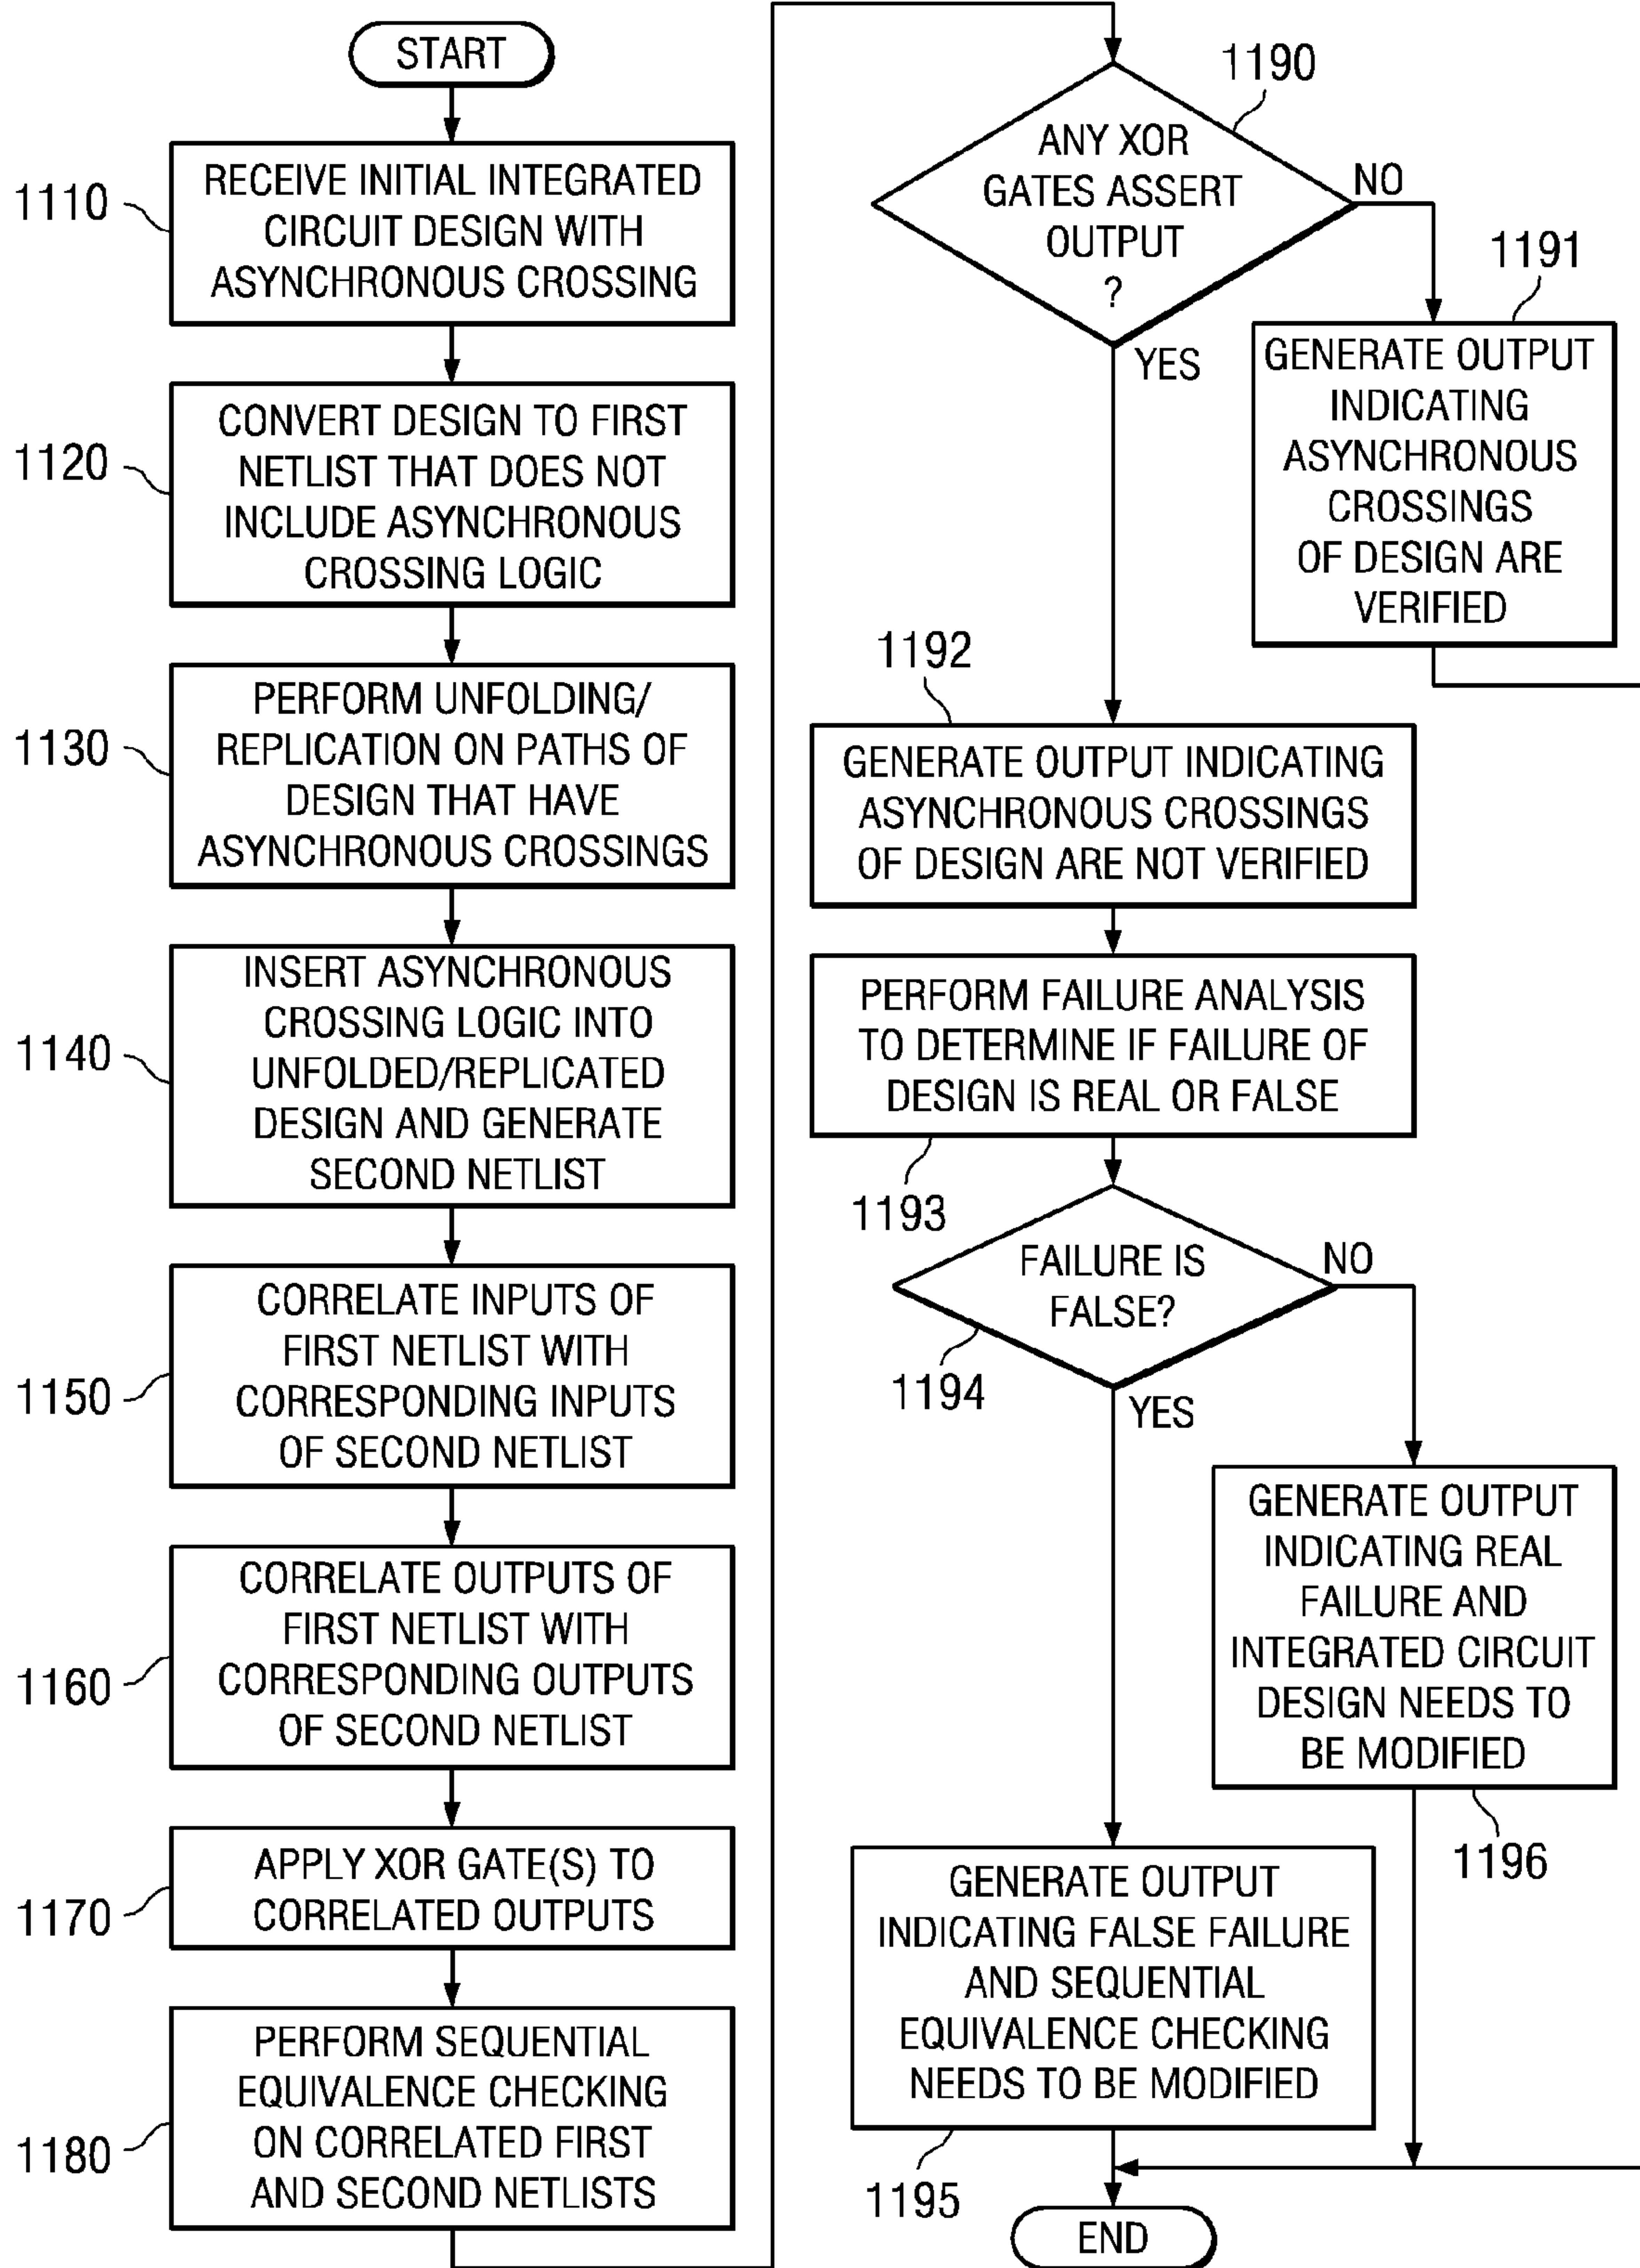 START
1110
RECEIVE INITIAL INTEGRATED
CIRCUIT DESIGN WITH
ASYNCHRONOUS CROSSING
1120
CONVERT DESIGN TO FIRST
NETLIST THAT DOES NOT
INCLUDE ASYNCHRONOUS
CROSSING LOGIC
1130
PERFORM UNFOLDING/
REPLICATION ON PATHS OF
DESIGN THAT HAVE
ASYNCHRONOUS CROSSINGS
1140
INSERT ASYNCHRONOUS
CROSSING LOGIC INTO
UNFOLDED/REPLICATED
DESIGN AND GENERATE
SECOND NETLIST
1150
CORRELATE INPUTS OF
FIRST NETLIST WITH
CORRESPONDING INPUTS
OF SECOND NETLIST
1160
CORRELATE OUTPUTS OF
FIRST NETLIST WITH
CORRESPONDING OUTPUTS
OF SECOND NETLIST
1170
APPLY XOR GATE(S) TO
CORRELATED OUTPUTS
1180
PERFORM SEQUENTIAL
EQUIVALENCE CHECKING
ON CORRELATED FIRST
AND SECOND NETLISTS
1190
ANY XOR
GATES ASSERT
OUTPUT
?
NO
YES
1191
GENERATE OUTPUT
INDICATING
ASYNCHRONOUS
CROSSINGS
OF DESIGN ARE
VERIFIED
1192
GENERATE OUTPUT INDICATING
ASYNCHRONOUS CROSSINGS
OF DESIGN ARE NOT VERIFIED
PERFORM FAILURE ANALYSIS
TO DETERMINE IF FAILURE OF
DESIGN IS REAL OR FALSE
1193
FAILURE IS
FALSE?
NO
1194
YES
GENERATE OUTPUT
INDICATING REAL
FAILURE AND
INTEGRATED CIRCUIT
DESIGN NEEDS TO
BE MODIFIED
1196
GENERATE OUTPUT
INDICATING FALSE FAILURE
AND SEQUENTIAL
EQUIVALENCE CHECKING
NEEDS TO BE MODIFIED
1195
END